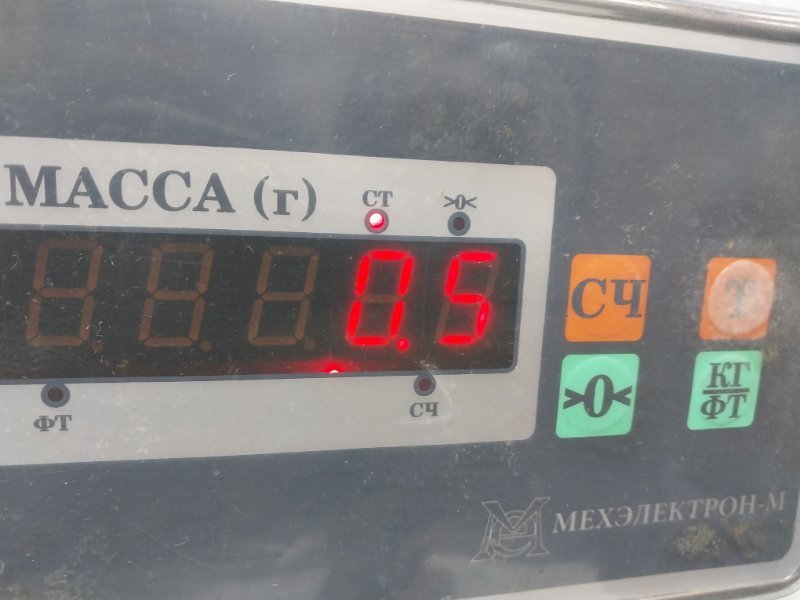 МАССА (г)
СТ >0<
0.5
ФТ СЧ
СЧ Т
>0< КГ
ФТ
МЕХЭЛЕКТРОН-М